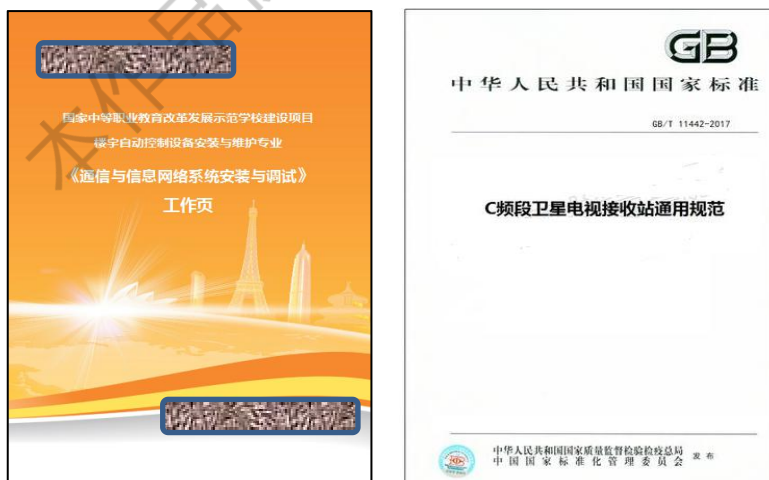 本作品
国家中等职业教育改革发展示范学校建设项目
楼宇自动控制设备安装与维护专业
《通信与信息网络系统安装与调试》
工作页
GB
中华人民共和国国家标准
GB/T 11442-2017
C频段卫星电视接收站通用规范
中华人民共和国国家质量监督检验检疫总局
中国国家标准化管理委员会
发布